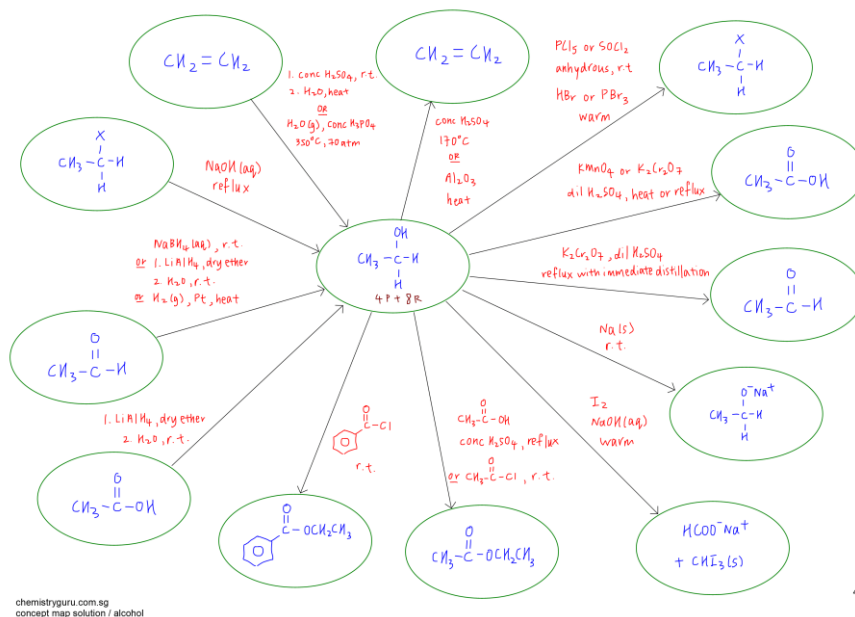 CH2=CH2
1. conc H2SO4, r.t.
2. H2O, heat
OR
H2O(g), conc H3PO4
350°C, 70 atm
CH2=CH2
conc H2SO4
170°C
OR
Al2O3
heat
PCl5 or SOCl2
anhydrous, r.t
HBr or PBr3
warm
X
CH3-C-H
H
X
CH3-C-H
H
NaOH(aq)
reflux
KMnO4 or K2Cr2O7
dil H2SO4, heat or reflux
O
CH3-C-OH
NaBH4(aq), r.t.
or 1. LiAlH4, dry ether
2. H2O, r.t.
or H2(g), Pt, heat
OH
CH3-C-H
H
4P + 8R
K2Cr2O7, dil H2SO4
reflux with immediate distillation
O
CH3-C-H
O
CH3-C-H
Na(s)
r.t.
O⁻Na⁺
CH3-C-H
H
1. LiAlH4, dry ether
2. H2O, r.t.
O
CH3-C-OH
O
C-Cl
r.t.
O
C-OCH2CH3
O
CH3-C-OH
conc H2SO4, reflux
O
or CH3-C-Cl, r.t.
O
CH3-C-OCH2CH3
I2
NaOH(aq)
warm
HCOO⁻Na⁺
+ CHI3(s)
chemistryguru.com.sg
concept map solution / alcohol